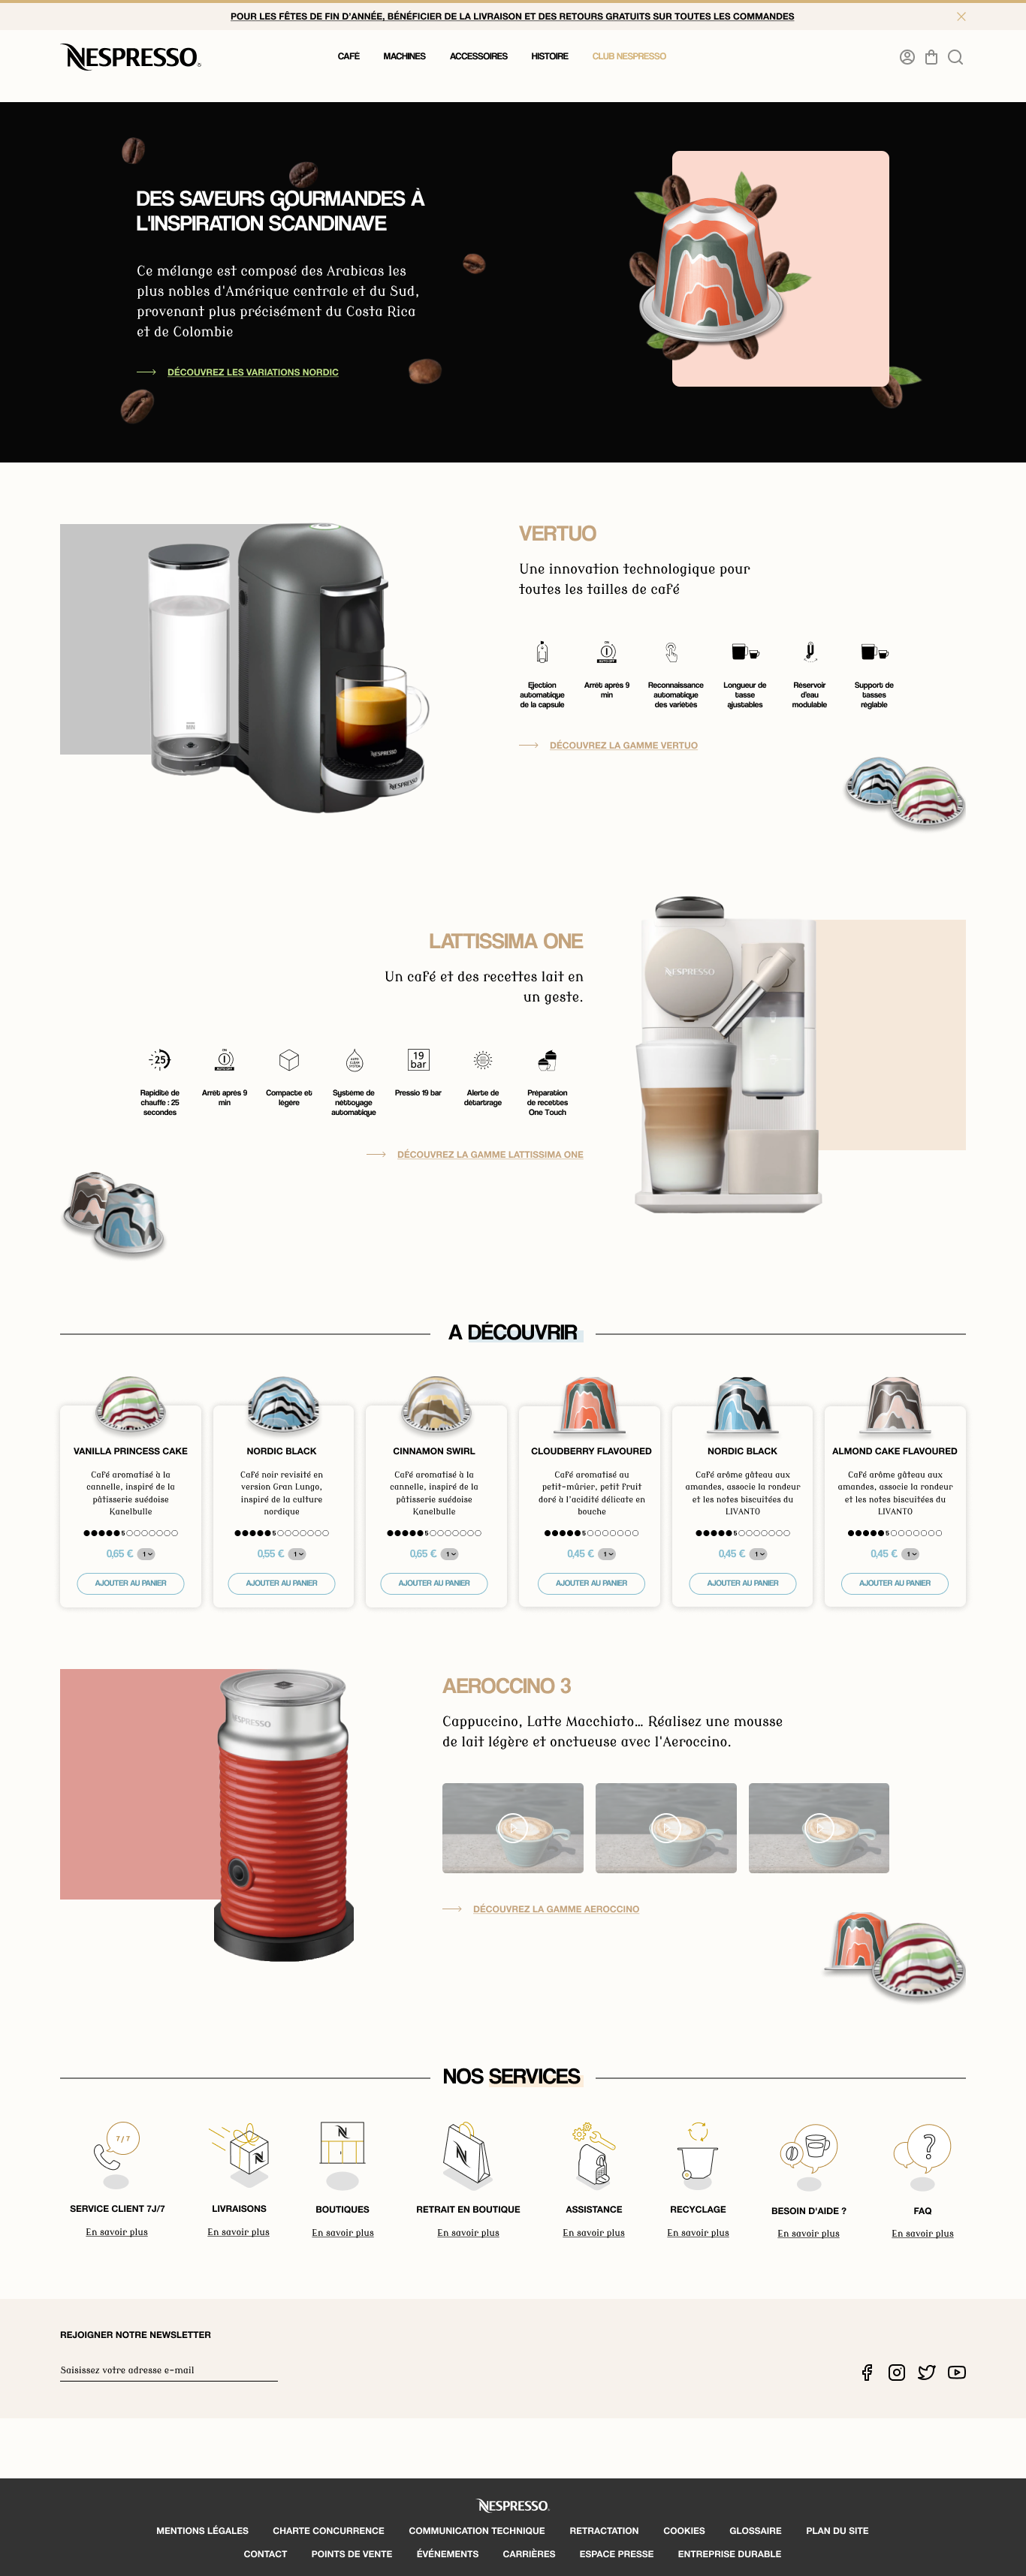 POUR LES FÊTES DE FIN D'ANNÉE, BÉNÉFICIER DE LA LIVRAISON ET DES RETOURS GRATUITS SUR TOUTES LES COMMANDES
NESPRESSO
CAFÉ MACHINES ACCESSOIRES HISTOIRE CLUB NESPRESSO
DES SAVEURS GOURMANDES À
L'INSPIRATION SCANDINAVE
Ce mélange est composé des Arabicas les
plus nobles d'Amérique centrale et du Sud,
provenant plus précisément du Costa Rica
et de Colombie
DÉCOUVREZ LES VARIATIONS NORDIC
VERTUO
Une innovation technologique pour
toutes les tailles de café
Ejection
automatique
de la capsule
Arrêt après 9
min
Reconnaissance
automatique
des variétés
Longueur de
tasse
ajustables
Réservoir
d'eau
modulable
Support de
tasses
réglable
DÉCOUVREZ LA GAMME VERTUO
NESPRESSO
NESPRESSO
LATTISSIMA ONE
Un café et des recettes lait en
un geste.
NESPRESSO
25
19
bar
Rapidité de
chauffe : 25
secondes
Arrêt après 9
min
Compacte et
légère
Système de
néttoyage
automatique
Pressio 19 bar
Alerte de
détartrage
Préparation
de recettes
One Touch
DÉCOUVREZ LA GAMME LATTISSIMA ONE
A DÉCOUVRIR
VANILLA PRINCESS CAKE
Café aromatisé à la
cannelle, inspiré de la
pâtisserie suédoise
Kanelbulle
5
0,65 € 1
AJOUTER AU PANIER
NORDIC BLACK
Café noir revisité en
version Gran Lungo,
inspiré de la culture
nordique
5
0,55 € 1
AJOUTER AU PANIER
CINNAMON SWIRL
Café aromatisé à la
cannelle, inspiré de la
pâtisserie suédoise
Kanelbulle
5
0,65 € 1
AJOUTER AU PANIER
CLOUDBERRY FLAVOURED
Café aromatisé au
petit-mûrier, petit fruit
doré à l'acidité délicate en
bouche
5
0,45 € 1
AJOUTER AU PANIER
NORDIC BLACK
Café arôme gâteau aux
amandes, associe la rondeur
et les notes biscuitées du
LIVANTO
5
0,45 € 1
AJOUTER AU PANIER
ALMOND CAKE FLAVOURED
Café arôme gâteau aux
amandes, associe la rondeur
et les notes biscuitées du
LIVANTO
5
0,45 € 1
AJOUTER AU PANIER
NESPRESSO
AEROCCINO 3
Cappuccino, Latte Macchiato... Réalisez une mousse
de lait légère et onctueuse avec l'Aeroccino.
DÉCOUVREZ LA GAMME AEROCCINO
NOS SERVICES
7/7
SERVICE CLIENT 7J/7
En savoir plus
LIVRAISONS
En savoir plus
BOUTIQUES
En savoir plus
RETRAIT EN BOUTIQUE
En savoir plus
ASSISTANCE
En savoir plus
RECYCLAGE
En savoir plus
BESOIN D'AIDE ?
En savoir plus
?
FAQ
En savoir plus
REJOIGNER NOTRE NEWSLETTER
Saisissez votre adresse e-mail
NESPRESSO
MENTIONS LÉGALES CHARTE CONCURRENCE COMMUNICATION TECHNIQUE RETRACTATION COOKIES GLOSSAIRE PLAN DU SITE
CONTACT POINTS DE VENTE ÉVÉNEMENTS CARRIÈRES ESPACE PRESSE ENTREPRISE DURABLE